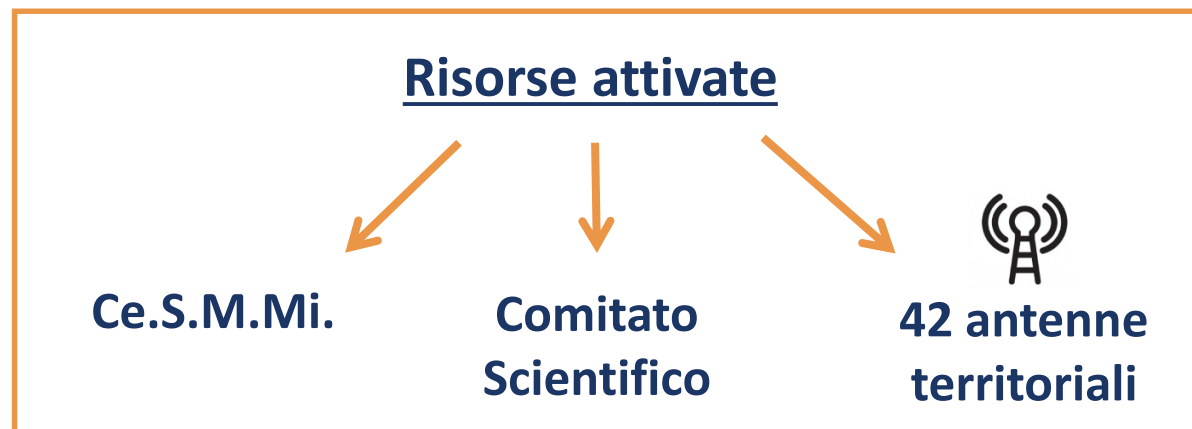 Risorse attivate
Ce.S.M.Mi.
Comitato
Scientifico
42 antenne
territoriali